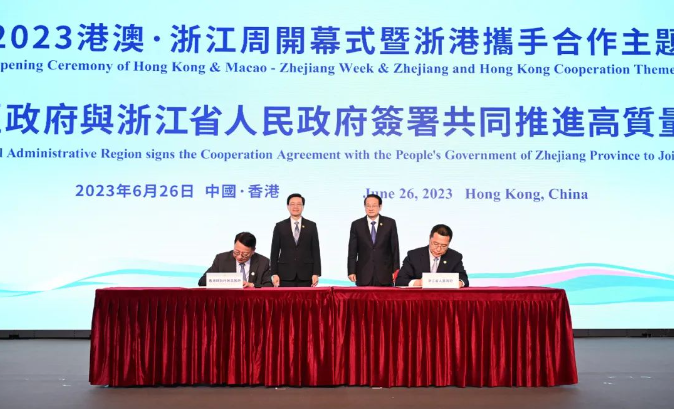 2023港澳·浙江周開幕式暨浙港攜手合作主題
pening Ceremony of Hong Kong & Macao - Zhejiang Week & Zhejiang and Hong Kong Cooperation Theme
政府與浙江省人民政府簽署共同推進高質量
l Administrative Region signs the Cooperation Agreement with the People's Government of Zhejiang Province to Joi
2023年6月26日 中國·香港 June 26, 2023 Hong Kong, China